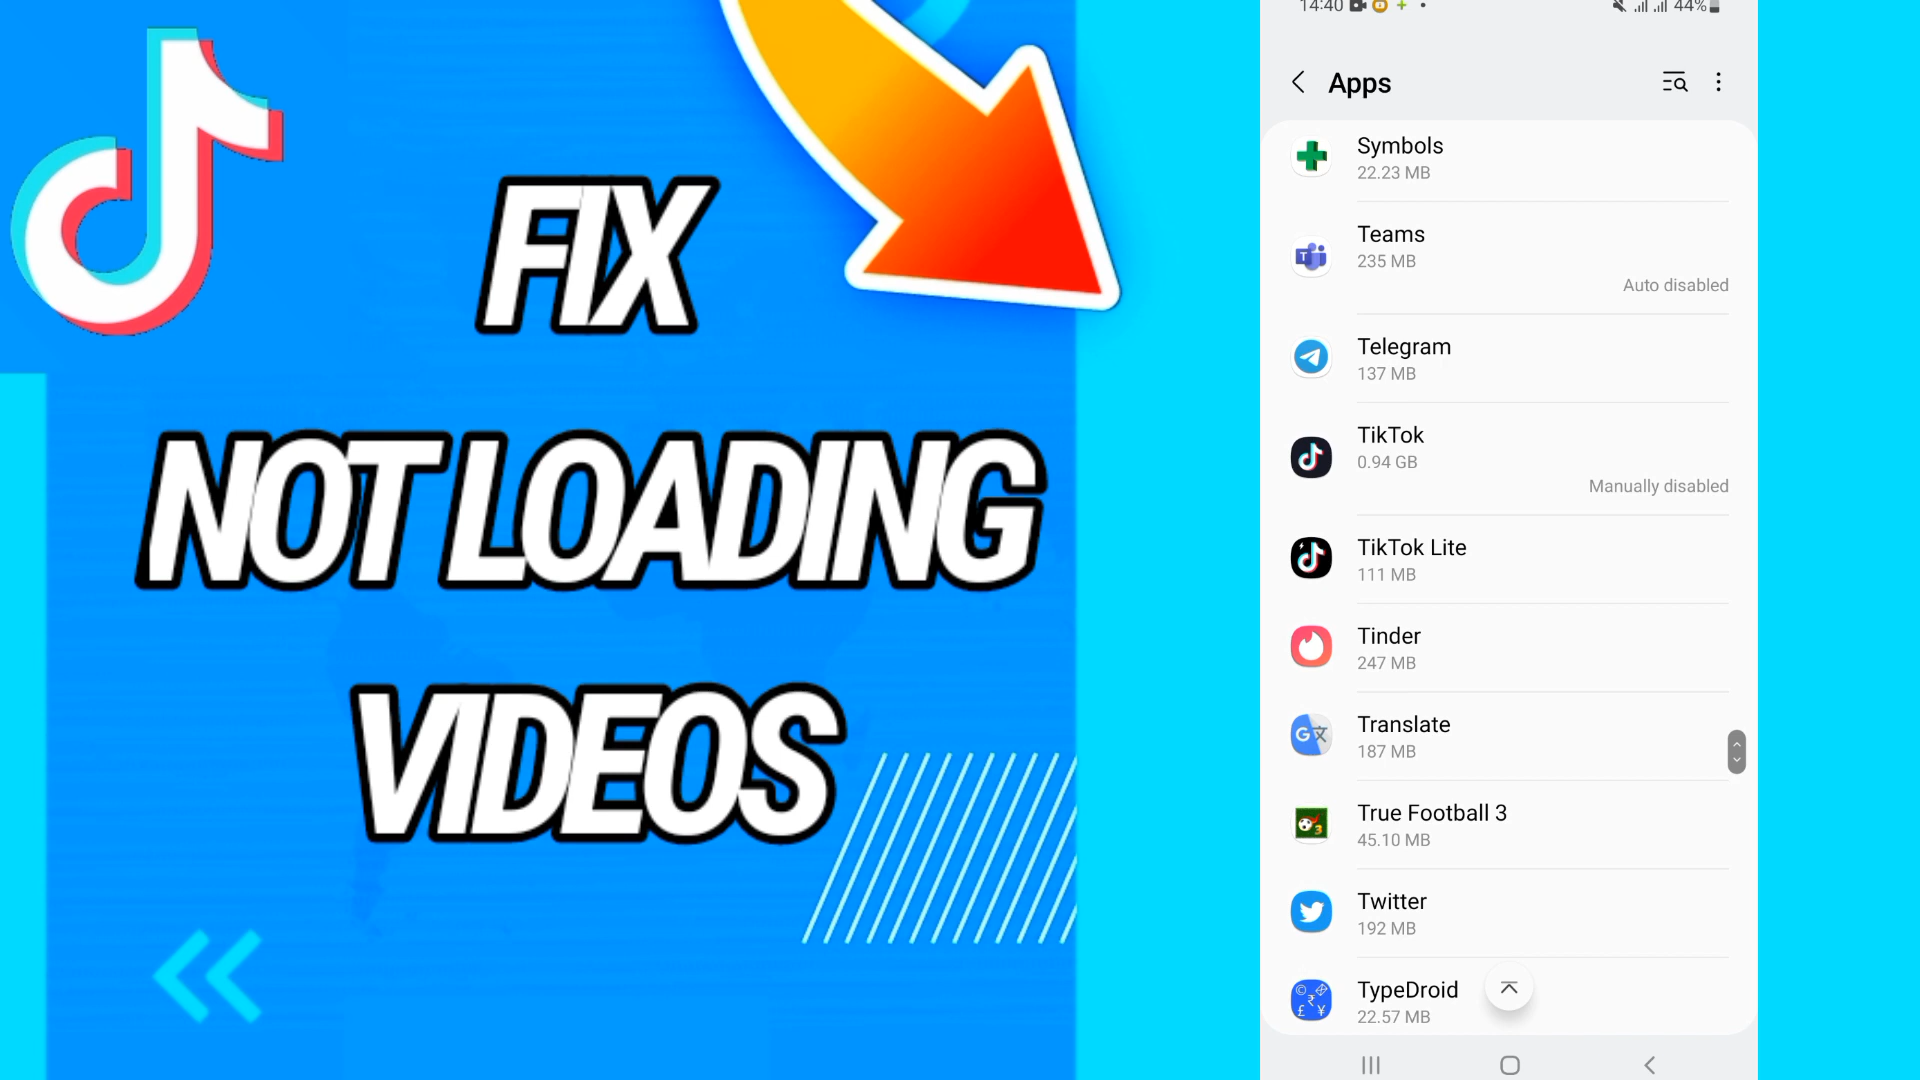 FIX
NOT LOADING
VIDEOS
14:40
44%
Apps
Symbols
22.23 MB
Teams
235 MB
Auto disabled
Telegram
137 MB
TikTok
0.94 GB
Manually disabled
TikTok Lite
111 MB
Tinder
247 MB
Translate
187 MB
True Football 3
45.10 MB
Twitter
192 MB
TypeDroid
22.57 MB